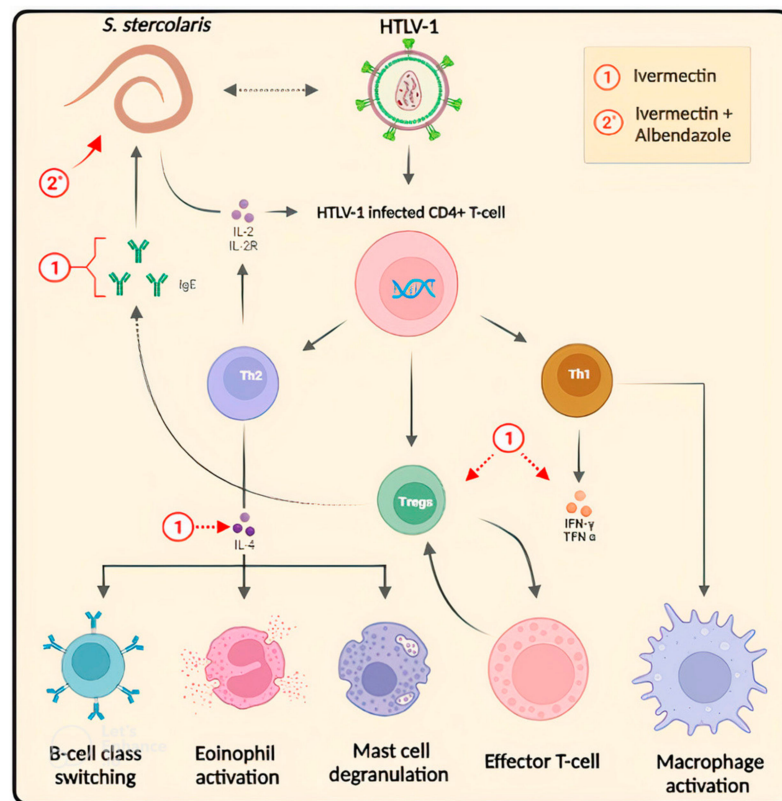 S. stercolaris
HTLV-1
1 Ivermectin
2* Ivermectin +
Albendazole
2*
HTLV-1 infected CD4+ T-cell
IL-2
IL-2R
1
IgE
Th2
Th1
1
Tregs
1
IL-4
IFN-γ
TFN α
B-cell class
switching
Eoinophil
activation
Mast cell
degranulation
Effector T-cell
Macrophage
activation